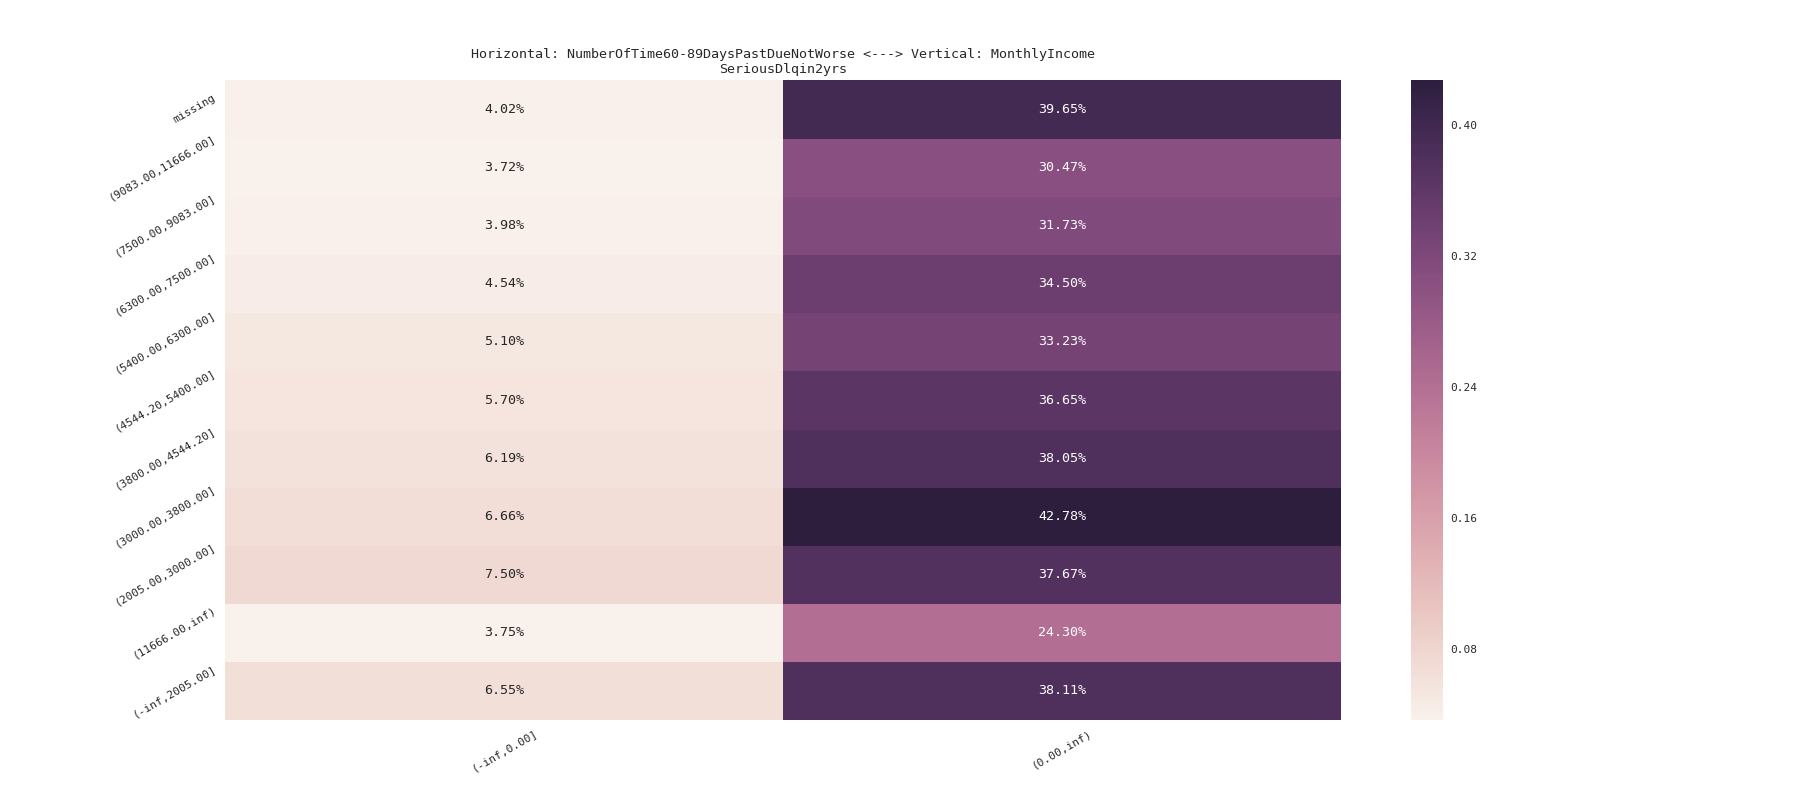 Horizontal: NumberOfTime60-89DaysPastDueNotWorse <---> Vertical: MonthlyIncome
SeriousDlqin2yrs
missing 4.02% 39.65%
(9083.00,11666.00] 3.72% 30.47%
(7500.00,9083.00] 3.98% 31.73%
(6300.00,7500.00] 4.54% 34.50%
(5400.00,6300.00] 5.10% 33.23%
(4544.20,5400.00] 5.70% 36.65%
(3800.00,4544.20] 6.19% 38.05%
(3000.00,3800.00] 6.66% 42.78%
(2005.00,3000.00] 7.50% 37.67%
(11666.00,inf) 3.75% 24.30%
(-inf,2005.00] 6.55% 38.11%
(-inf,0.00] (0.00,inf)
0.40
0.32
0.24
0.16
0.08